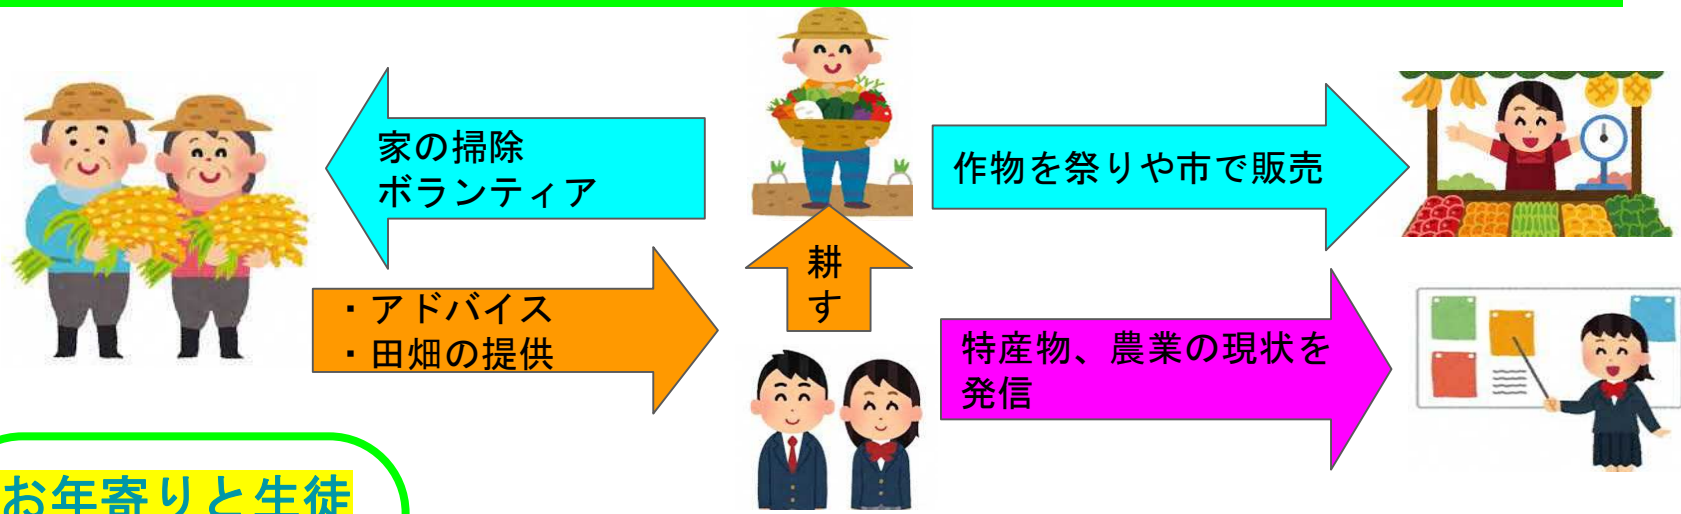 家の掃除
ボランティア
作物を祭りや市で販売
耕
す
・アドバイス
・田畑の提供
特産物、農業の現状を
発信
お年寄りと生徒